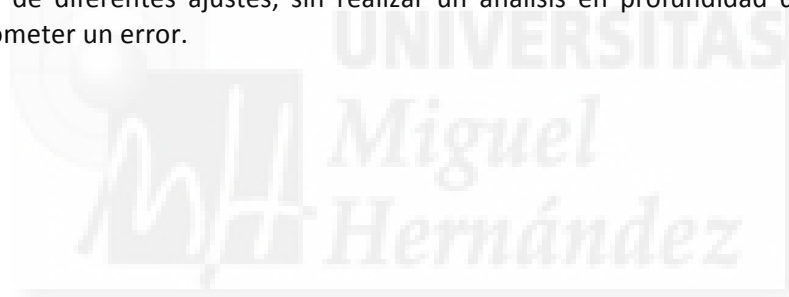 de diferentes ajustes, sin realizar un análisis en profundidad
ometer un error.
UNIVERSITAS
Miguel
Hernández